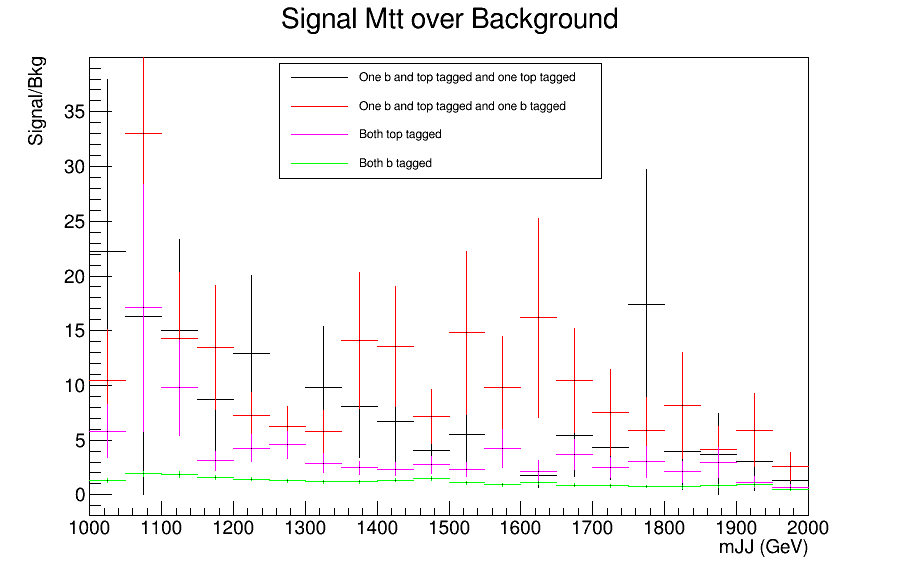 Signal Mtt over Background
Signal/Bkg
One b and top tagged and one top tagged
One b and top tagged and one b tagged
Both top tagged
Both b tagged
35
30
25
20
15
10
5
0
1000 1100 1200 1300 1400 1500 1600 1700 1800 1900 2000
mJJ (GeV)